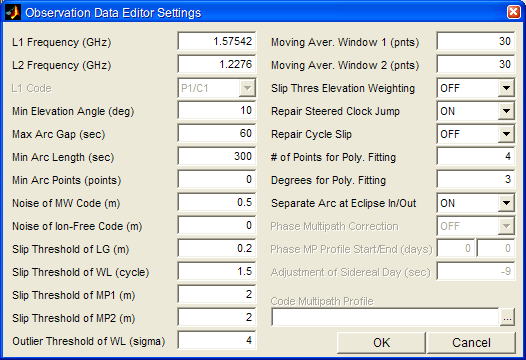 Observation Data Editor Settings
L1 Frequency (GHz) 1.57542
L2 Frequency (GHz) 1.2276
L1 Code P1/C1
Min Elevation Angle (deg) 10
Max Arc Gap (sec) 60
Min Arc Length (sec) 300
Min Arc Points (points) 0
Noise of MW Code (m) 0.5
Noise of Ion-Free Code (m) 0
Slip Threshold of LG (m) 0.2
Slip Threshold of WL (cycle) 1.5
Slip Threshold of MP1 (m) 2
Slip Threshold of MP2 (m) 2
Outlier Threshold of WL (sigma) 4
Moving Aver. Window 1 (pnts) 30
Moving Aver. Window 2 (pnts) 30
Slip Thres Elevation Weighting OFF
Repair Steered Clock Jump ON
Repair Cycle Slip OFF
# of Points for Poly. Fitting 4
Degrees for Poly. Fitting 3
Separate Arc at Eclipse In/Out ON
Phase Multipath Correction OFF
Phase MP Profile Start/End (days) 0 0
Adjustment of Sidereal Day (sec) -9
Code Multipath Profile
...
OK Cancel